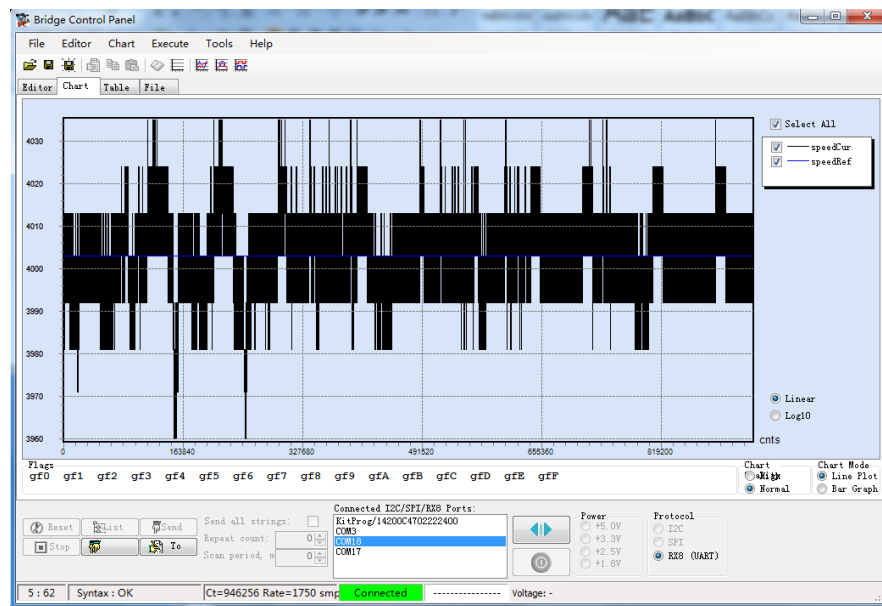 Bridge Control Panel
File Editor Chart Execute Tools Help
Editor Chart Table File
4030
4020
4010
4000
3990
3980
3970
3960
0 163840 327680 491520 655360 819200
cnts
Select All
speedCur
speedRef
Linear
Log10
Flags
gf0 gf1 gf2 gf3 gf4 gf5 gf6 gf7 gf8 gf9 gfA gfB gfC gfD gfE gfF
Chart
Normal
Chart Mode
Line Plot
Bar Graph
Reset List Send
Stop To
Send all strings:
Repeat count: 0
Scan period, m 0
Connected I2C/SPI/RX8 Ports:
KitProg/14200C4702222400
COM3
COM18
COM17
Power
+5.0V
+3.3V
+2.5V
+1.8V
Protocol
I2C
SPI
RX8 (UART)
5 : 62 Syntax : OK Ct=946256 Rate=1750 smp Connected ---------------- Voltage: -